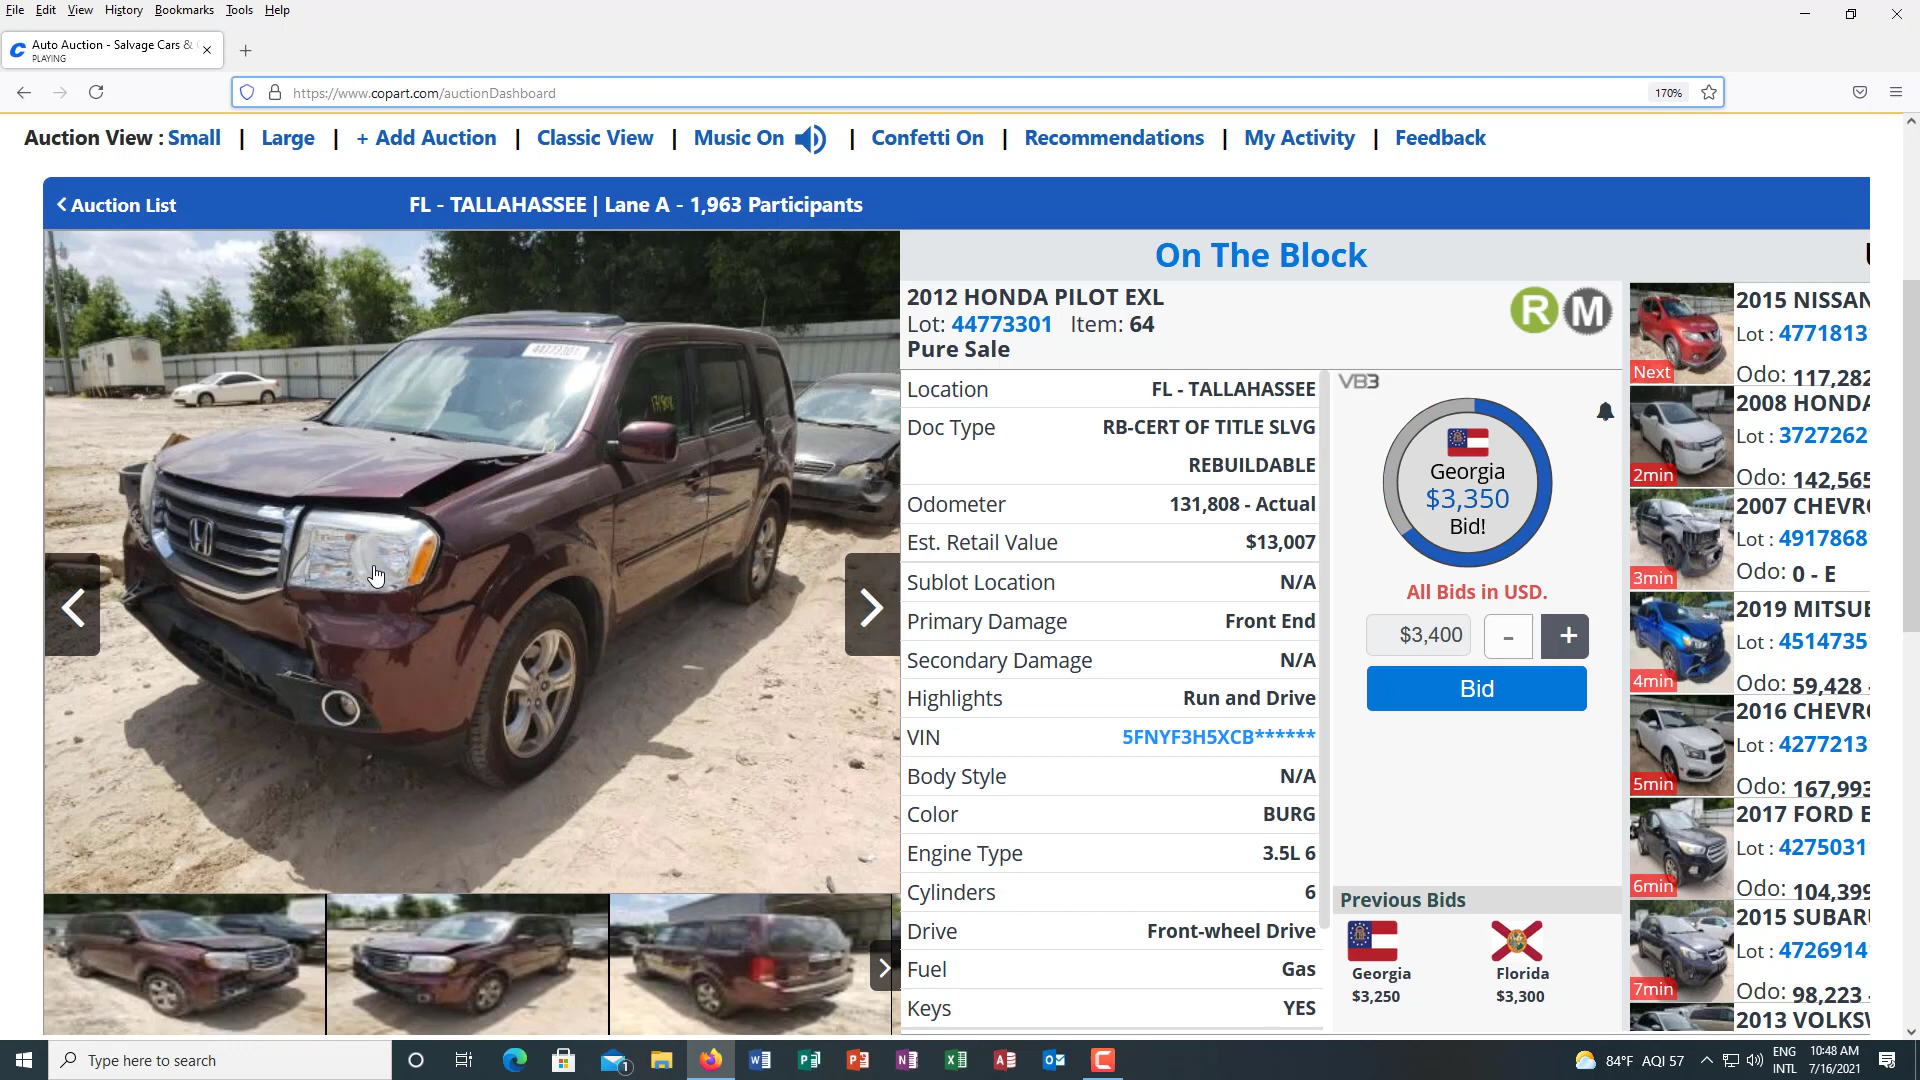 File Edit View History Bookmarks Tools Help
Auto Auction - Salvage Cars &
PLAYING
https://www.copart.com/auctionDashboard
170%
Auction View : Small | Large | + Add Auction | Classic View | Music On | Confetti On | Recommendations | My Activity | Feedback
Auction List
FL - TALLAHASSEE | Lane A - 1,963 Participants
44773301
On The Block
2012 HONDA PILOT EXL
Lot: 44773301 Item: 64
Pure Sale
R M
Location FL - TALLAHASSEE
Doc Type RB-CERT OF TITLE SLVG
REBUILDABLE
Odometer 131,808 - Actual
Est. Retail Value $13,007
Sublot Location N/A
Primary Damage Front End
Secondary Damage N/A
Highlights Run and Drive
VIN 5FNYF3H5XCB******
Body Style N/A
Color BURG
Engine Type 3.5L 6
Cylinders 6
Drive Front-wheel Drive
Fuel Gas
Keys YES
VB3
Georgia
$3,350
Bid!
All Bids in USD.
$3,400 - +
Bid
Previous Bids
Georgia
$3,250
Florida
$3,300
2015 NISSAN
Lot : 4771813
Odo: 117,282
Next
2008 HONDA
Lot : 3727262
Odo: 142,565
2min
2007 CHEVR
Lot : 4917868
Odo: 0 - E
3min
2019 MITSUB
Lot : 4514735
Odo: 59,428 -
4min
2016 CHEVR
Lot : 4277213
Odo: 167,993
5min
2017 FORD E
Lot : 4275031
Odo: 104,399
6min
2015 SUBARU
Lot : 4726914
Odo: 98,223 -
7min
2013 VOLKSW
Type here to search
1
84°F AQI 57
ENG
INTL
10:48 AM
7/16/2021